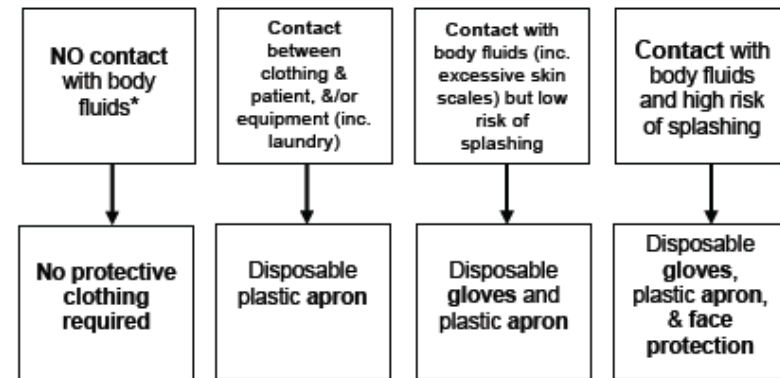 NO contact
with body
fluids*
Contact
between
clothing &
patient, &/or
equipment (inc.
laundry)
Contact with
body fluids (inc.
excessive skin
scales) but low
risk of
splashing
Contact with
body fluids
and high risk
of splashing
No protective
clothing
required
Disposable
plastic apron
Disposable
gloves and
plastic apron
Disposable
gloves,
plastic apron,
& face
protection